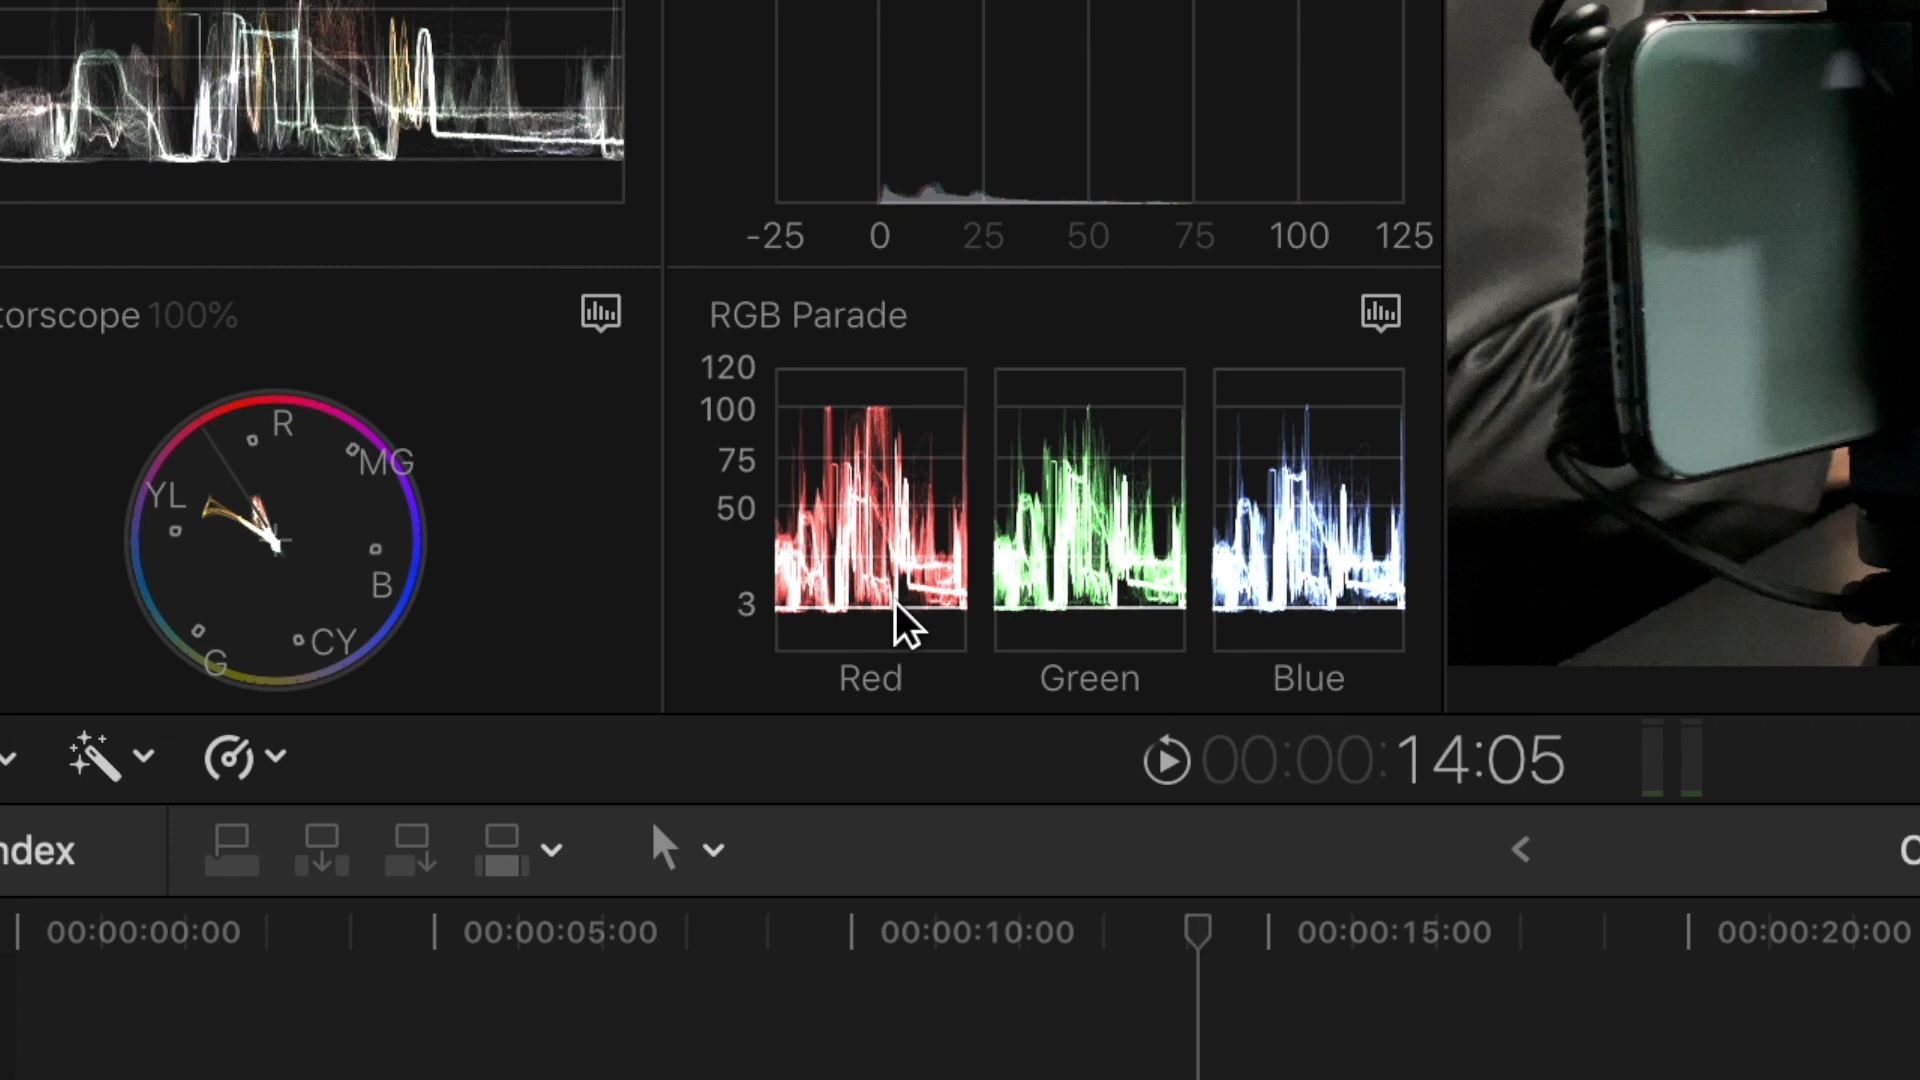 -25 0 25 50 75 100 125
torscope 100%
RGB Parade
R
MG
YL
B
CY
G
120
100
75
50
3
Red Green Blue
00:00:14:05
ndex
00:00:00:00 00:00:05:00 00:00:10:00 00:00:15:00 00:00:20:00